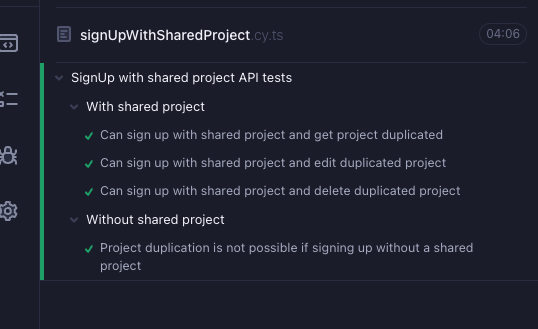 signUpWithSharedProject.cy.ts 04:06
SignUp with shared project API tests
With shared project
Can sign up with shared project and get project duplicated
Can sign up with shared project and edit duplicated project
Can sign up with shared project and delete duplicated project
Without shared project
Project duplication is not possible if signing up without a shared
project